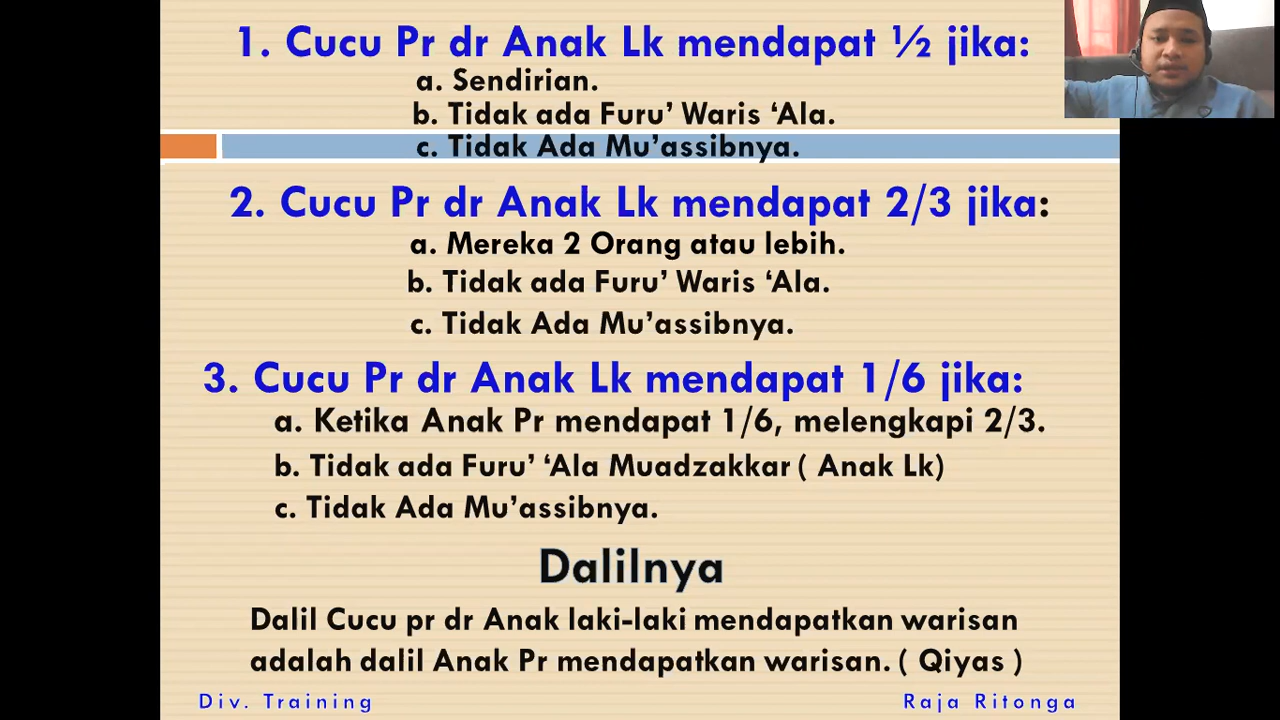 1. Cucu Pr dr Anak Lk mendapat ½ jika:
a. Sendirian.
b. Tidak ada Furu’ Waris ‘Ala.
c. Tidak Ada Mu’assibnya.
2. Cucu Pr dr Anak Lk mendapat 2/3 jika:
a. Mereka 2 Orang atau lebih.
b. Tidak ada Furu’ Waris ‘Ala.
c. Tidak Ada Mu’assibnya.
3. Cucu Pr dr Anak Lk mendapat 1/6 jika:
a. Ketika Anak Pr mendapat 1/6, melengkapi 2/3.
b. Tidak ada Furu’ ‘Ala Muadzakkar ( Anak Lk)
c. Tidak Ada Mu’assibnya.
Dalilnya
Dalil Cucu pr dr Anak laki-laki mendapatkan warisan
adalah dalil Anak Pr mendapatkan warisan. ( Qiyas )
Div. Training
Raja Ritonga